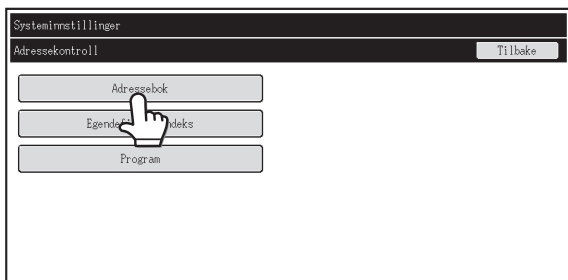 Systeminnstillinger
Adressekontroll
Tilbake
Adressebok
Program